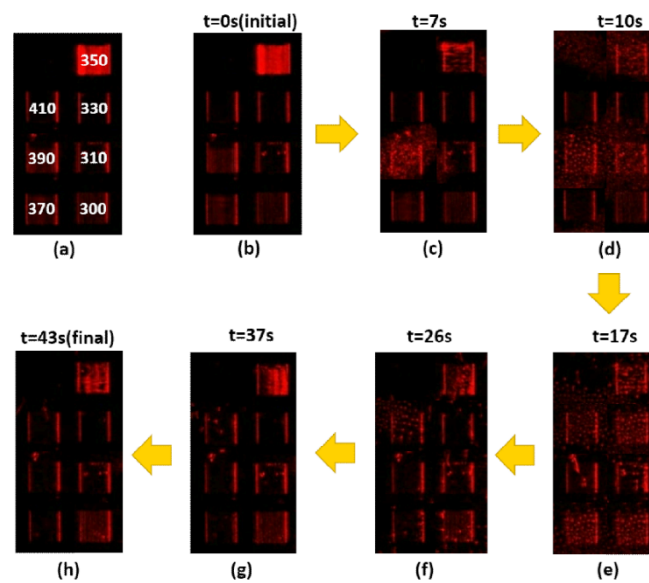 t=0s(initial)
t=7s
t=10s
350
410
330
390
310
370
300
(a)
(b)
(c)
(d)
t=43s(final)
t=37s
t=26s
t=17s
(h)
(g)
(f)
(e)